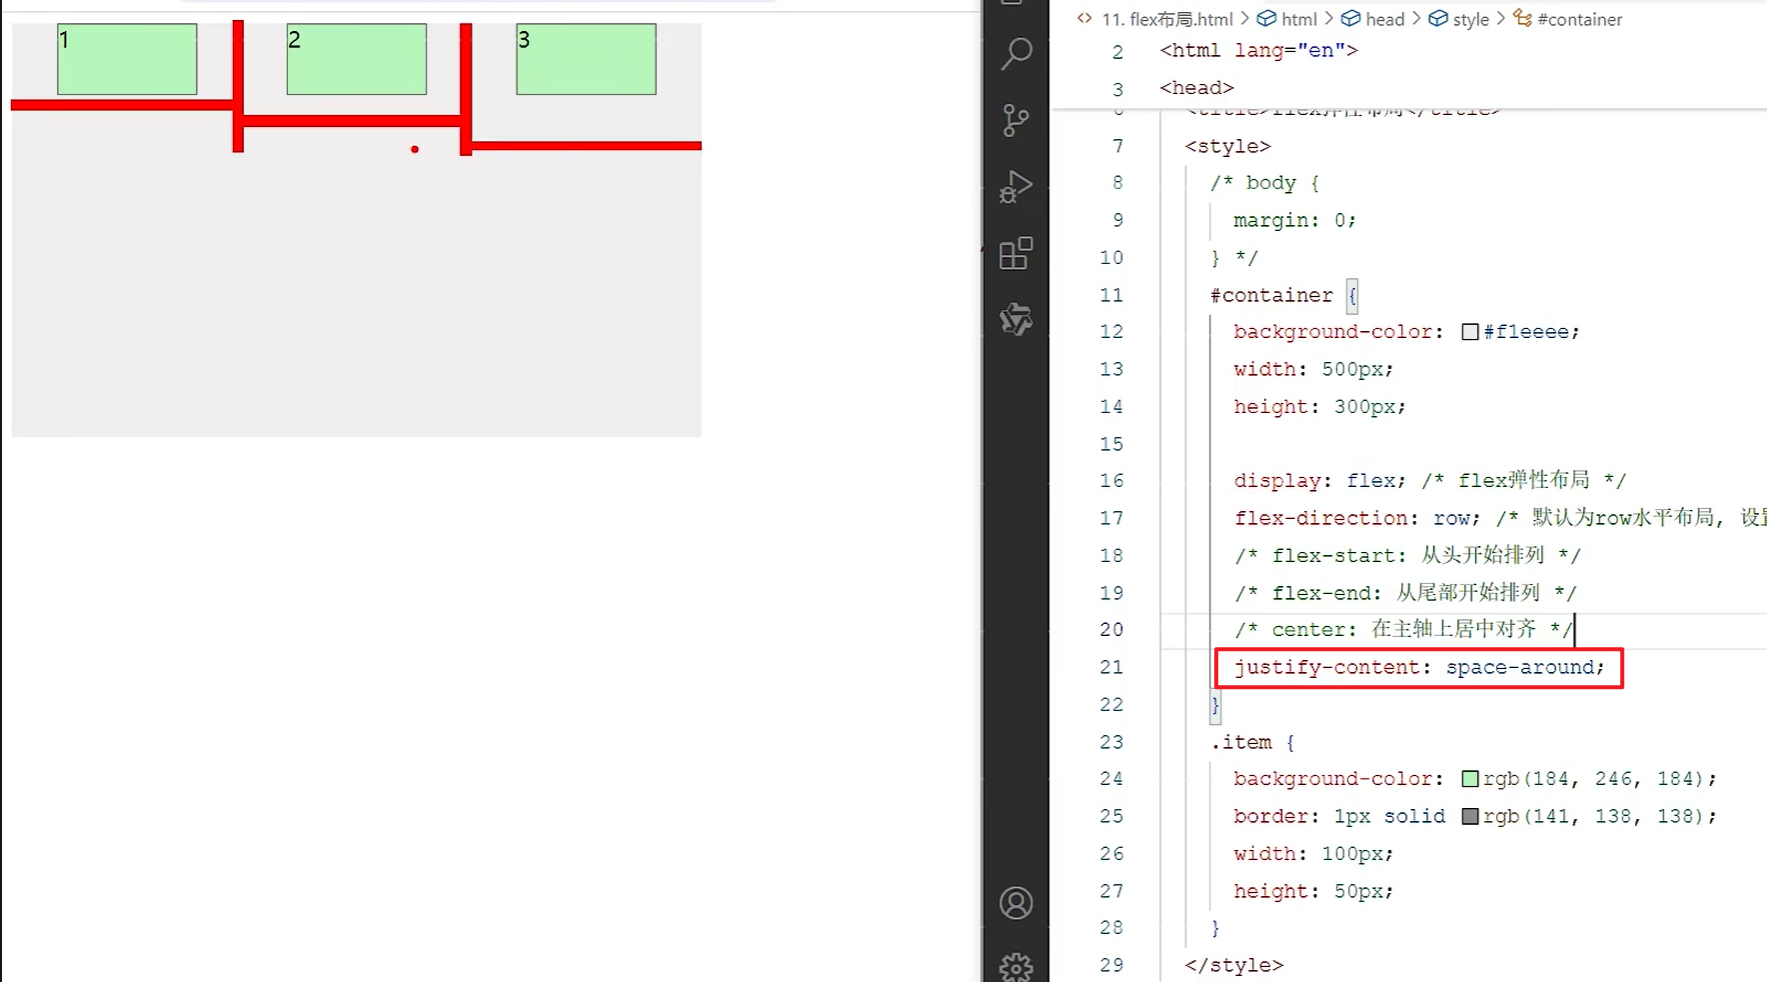 1
2
3
11. flex布局.html > html > head > style > #container
2 <html lang="en">
3 <head>
7 <style>
8 /* body {
9 margin: 0;
10 } */
11 #container {
12 background-color: #f1eeee;
13 width: 500px;
14 height: 300px;
15
16 display: flex; /* flex弹性布局 */
17 flex-direction: row; /* 默认为row水平布局, 设置
18 /* flex-start: 从头开始排列 */
19 /* flex-end: 从尾部开始排列 */
20 /* center: 在主轴上居中对齐 */
21 justify-content: space-around;
22 }
23 .item {
24 background-color: rgb(184, 246, 184);
25 border: 1px solid rgb(141, 138, 138);
26 width: 100px;
27 height: 50px;
28 }
29 </style>